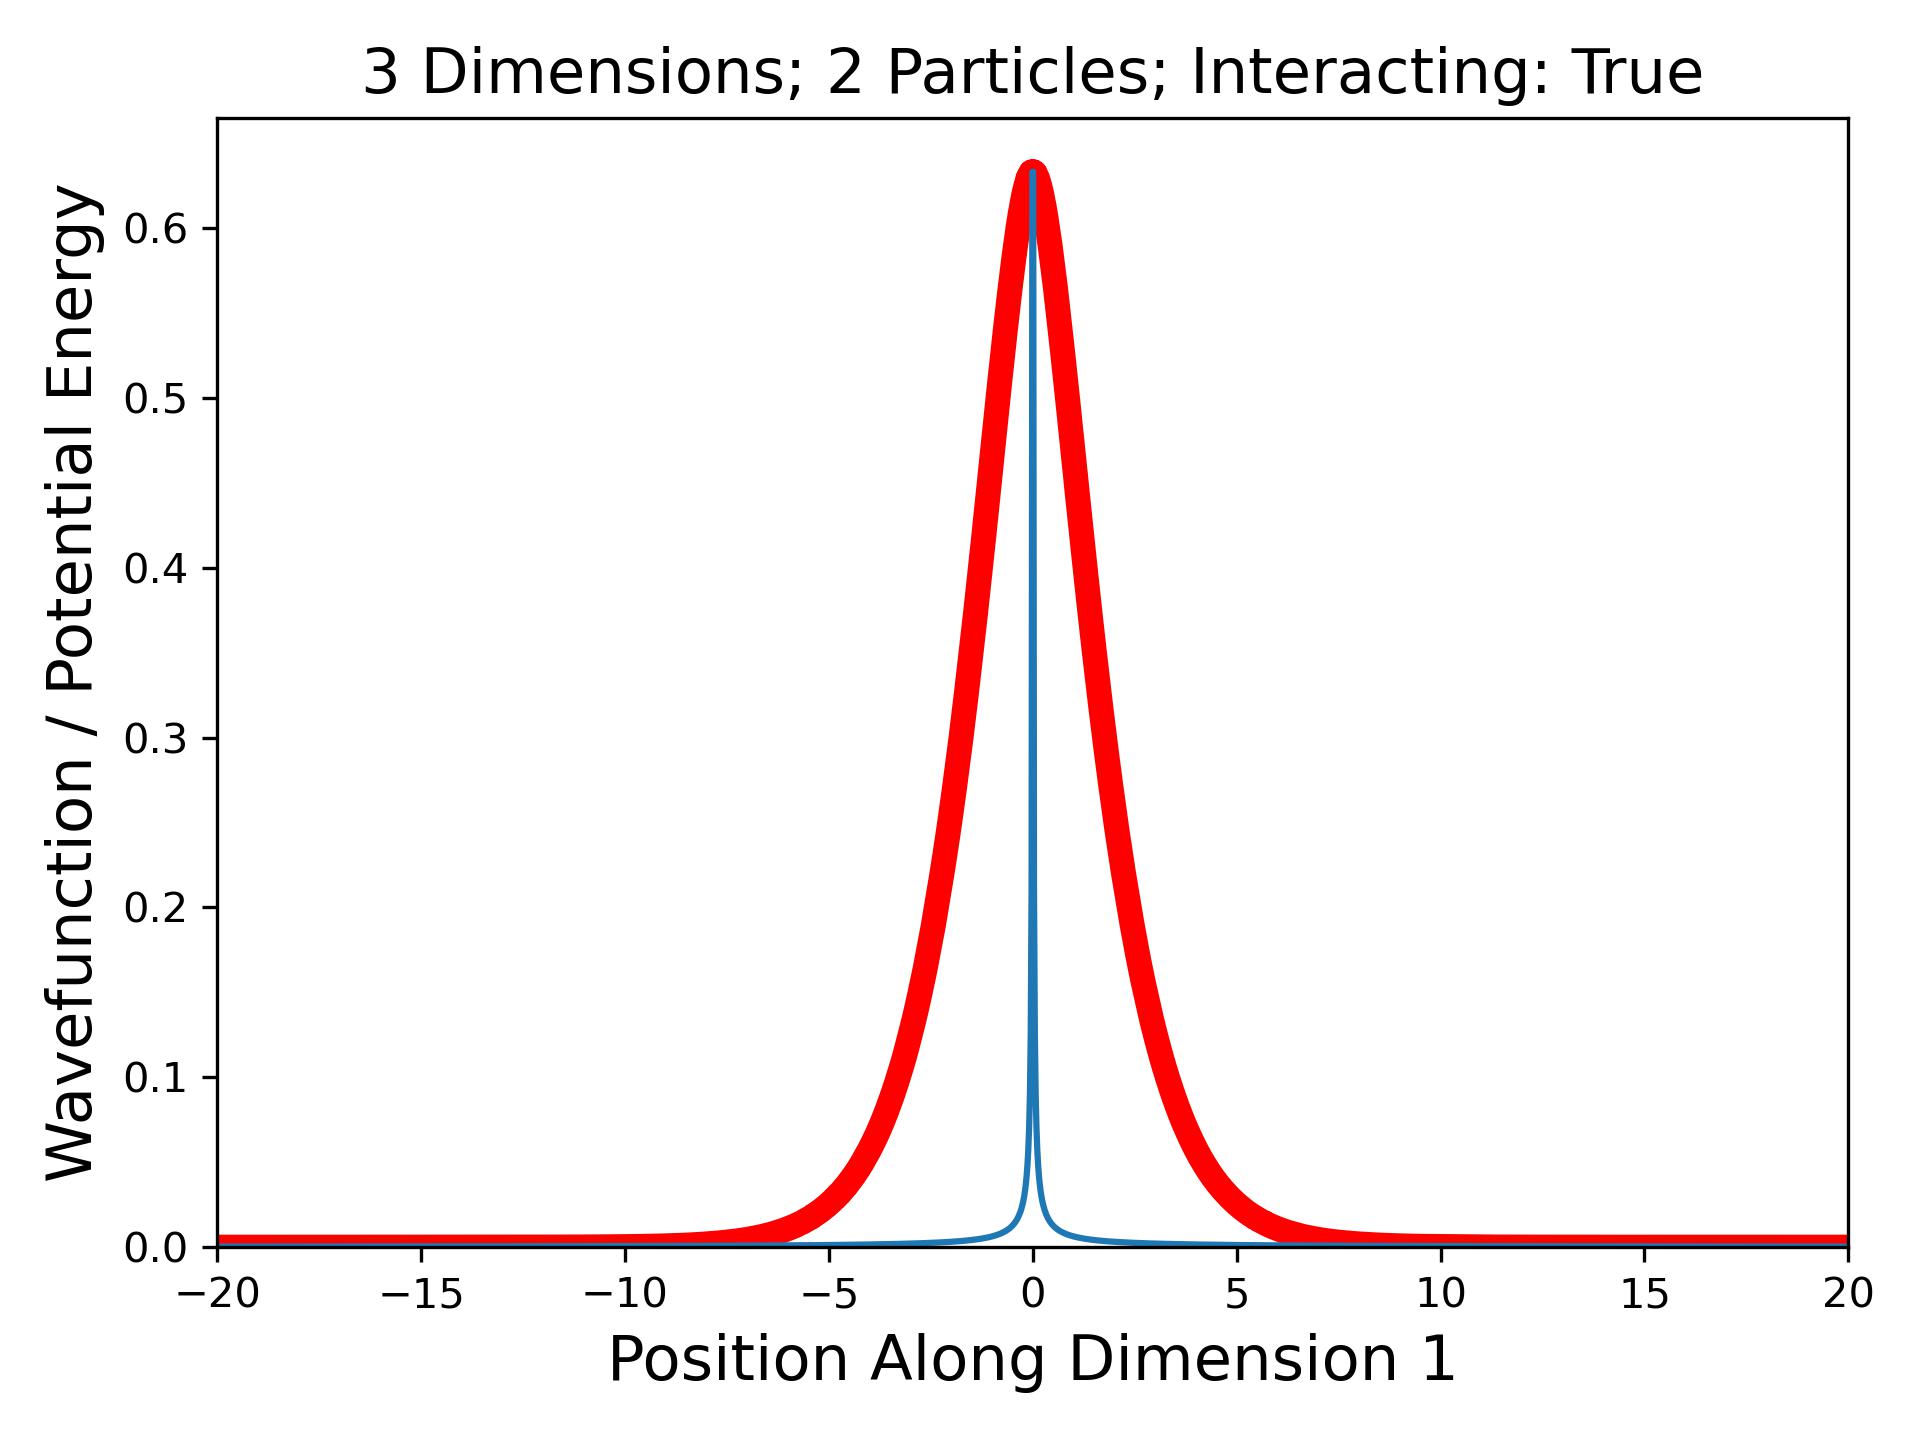 3 Dimensions; 2 Particles; Interacting: True
Wavefunction / Potential Energy
0.6
0.5
0.4
0.3
0.2
0.1
0.0
−20 −15 −10 −5 0 5 10 15 20
Position Along Dimension 1